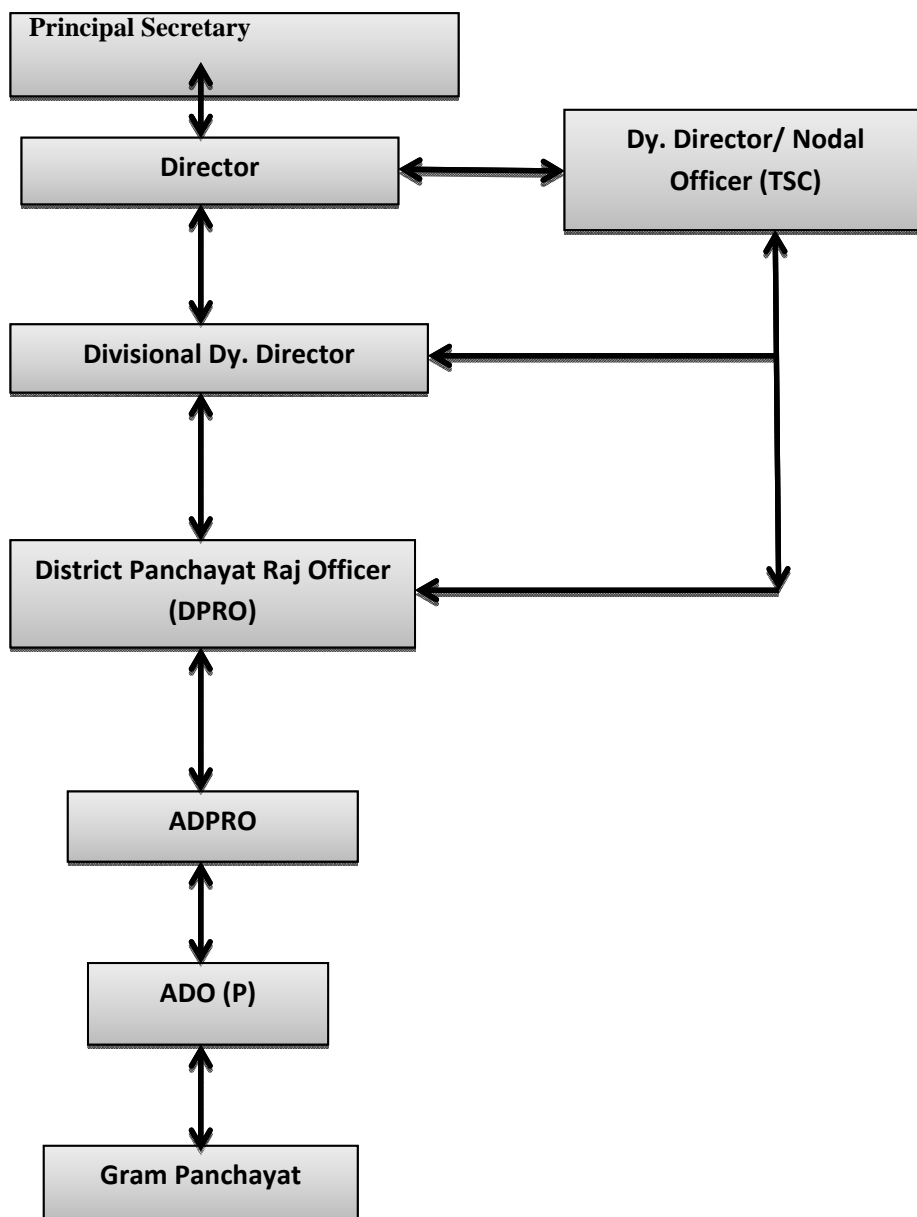 Principal Secretary
Director
Dy. Director/ Nodal
Officer (TSC)
Divisional Dy. Director
District Panchayat Raj Officer
(DPRO)
ADPRO
ADO (P)
Gram Panchayat